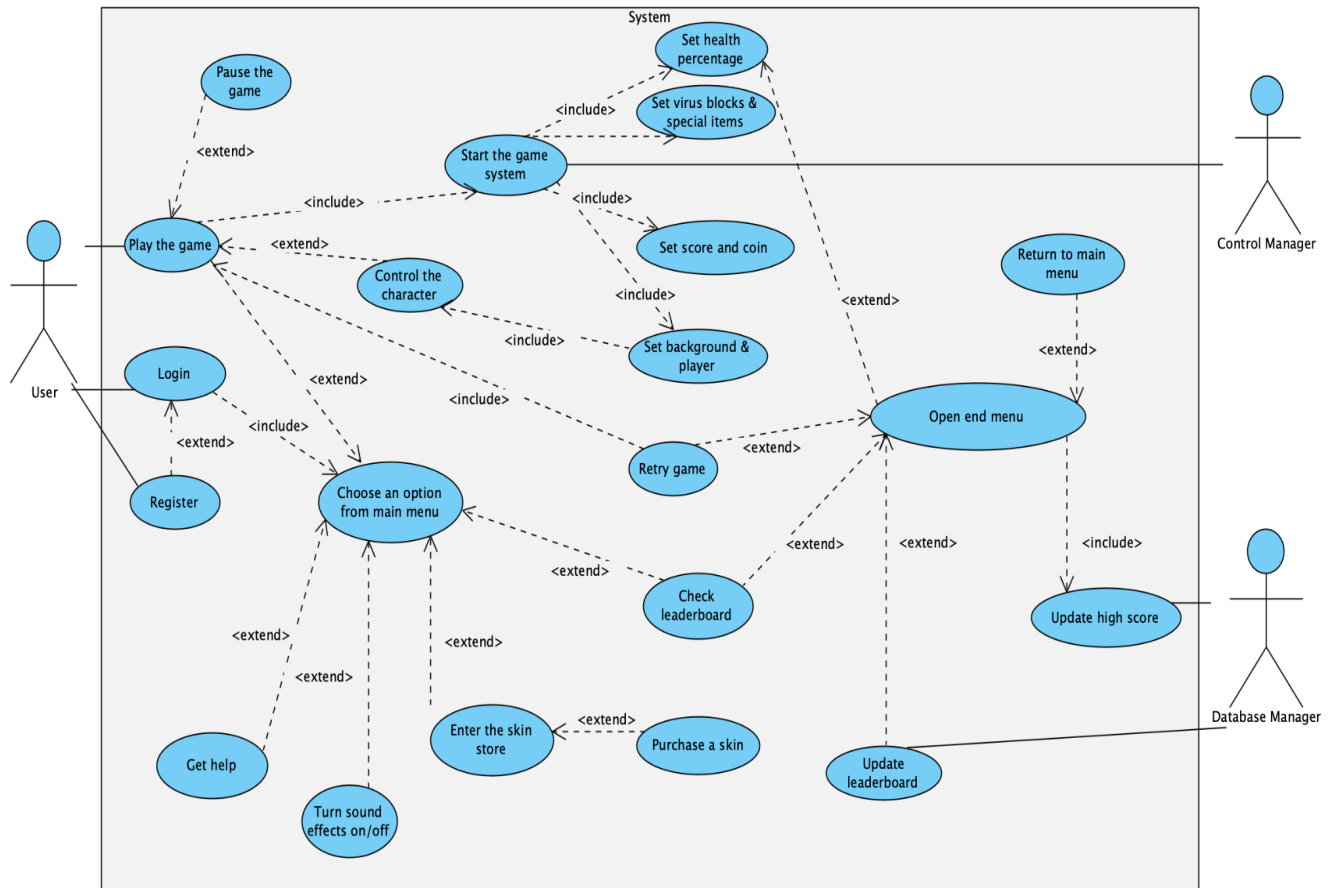 System
Set health
percentage
Pause the
game
<include>
Set virus blocks &
special items
<extend>
Start the game
system
<include>
<include>
Play the game
<extend>
Set score and coin
Control Manager
Return to main
menu
Control the
character
<include>
<extend>
<include>
Set background &
player
<extend>
Login
<extend>
User
<include>
Open end menu
<include>
<extend>
<extend>
Retry game
Register
Choose an option
from main menu
<extend>
<extend>
<include>
<extend>
Check
leaderboard
Update high score
<extend>
<extend>
<extend>
Database Manager
Enter the skin
store
<extend>
Purchase a skin
Get help
Update
leaderboard
Turn sound
effects on/off